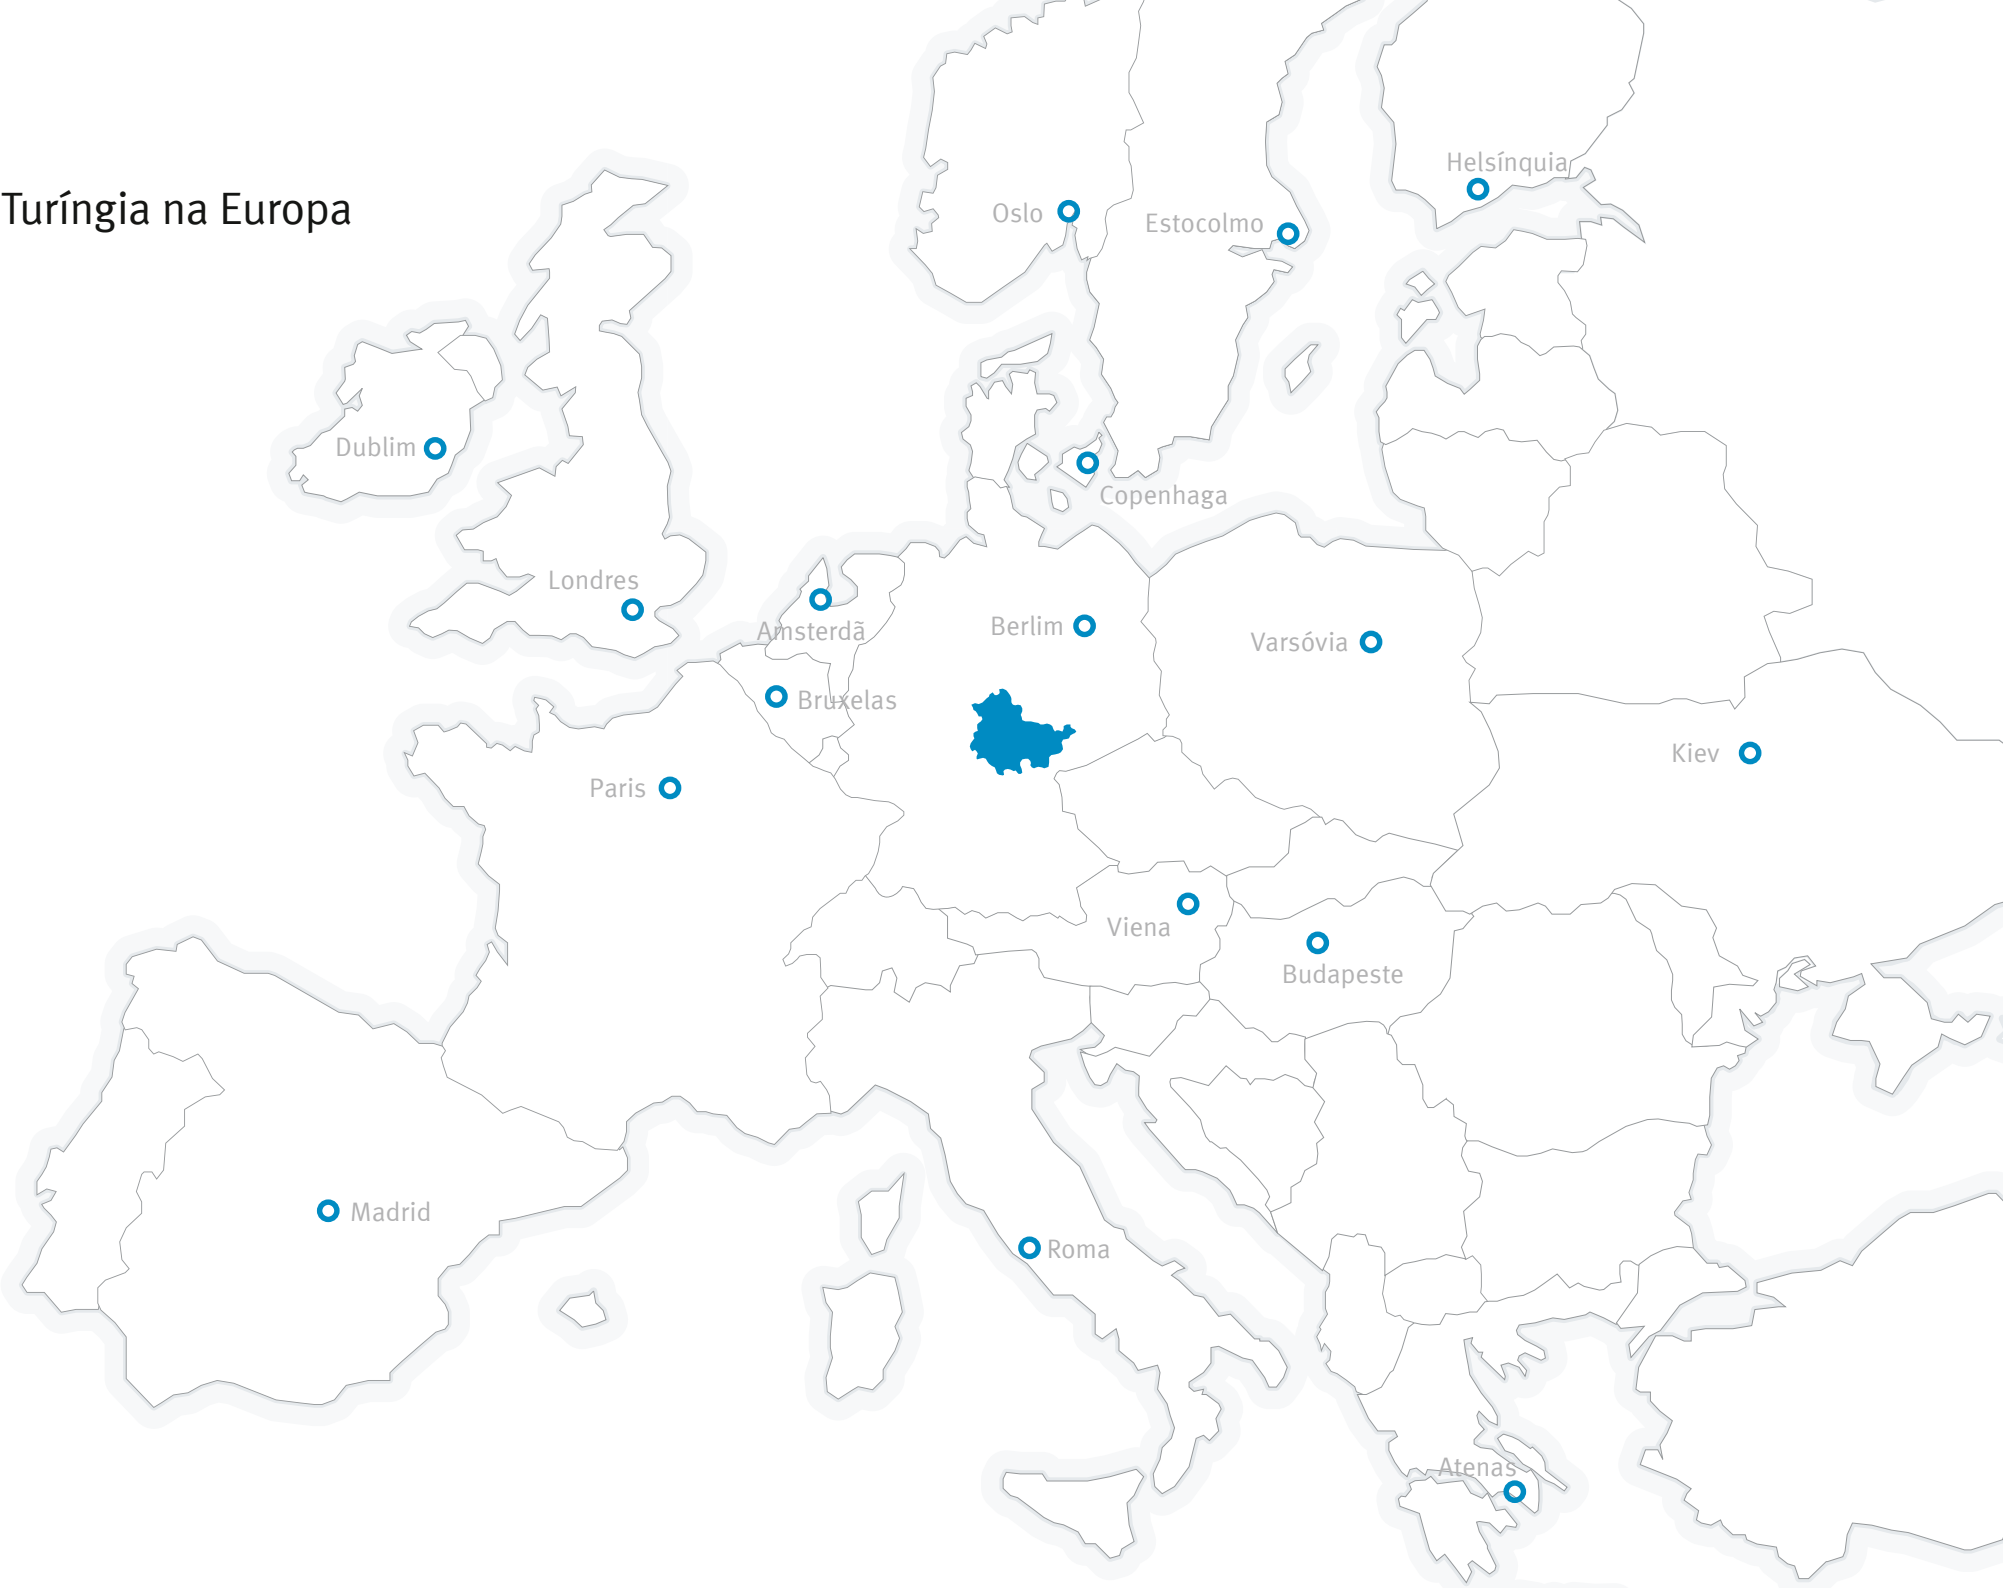 Helsínquia
Turíngia na Europa
Oslo
Estocolmo
Dublim
Copenhaga
Londres
Amsterdã
Berlim
Varsóvia
Bruxelas
Kiev
Paris
Viena
Budapeste
Madrid
Roma
Atenas